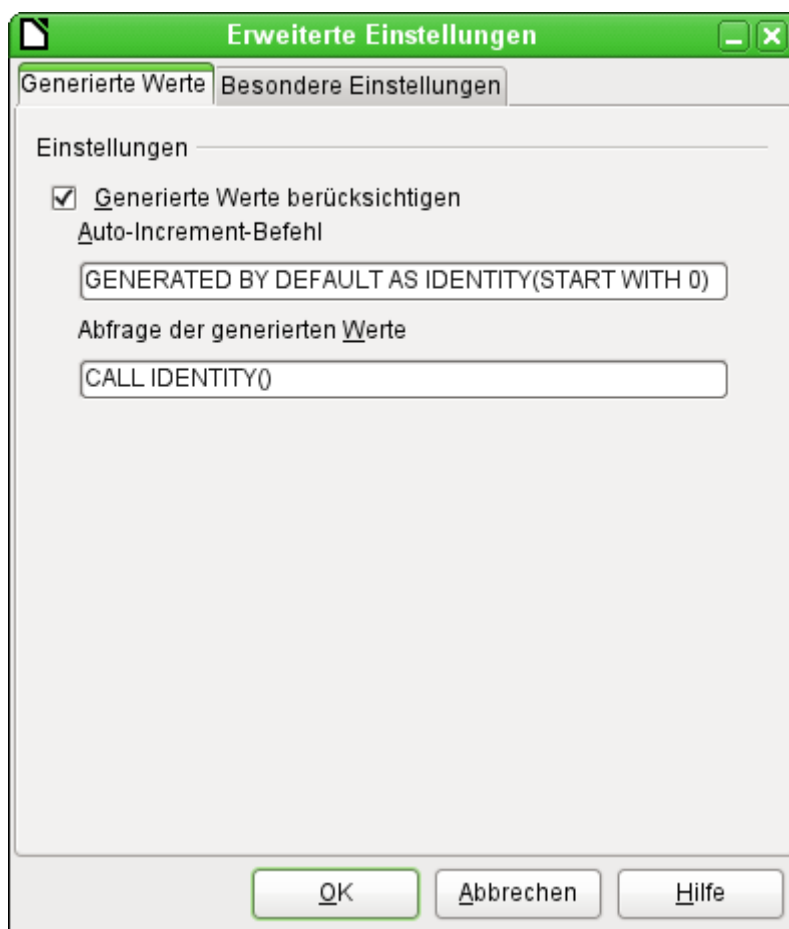 Erweiterte Einstellungen
Generierte Werte Besondere Einstellungen
Einstellungen
Generierte Werte berücksichtigen
Auto-Increment-Befehl
GENERATED BY DEFAULT AS IDENTITY(START WITH 0)
Abfrage der generierten Werte
CALL IDENTITY()
OK Abbrechen Hilfe